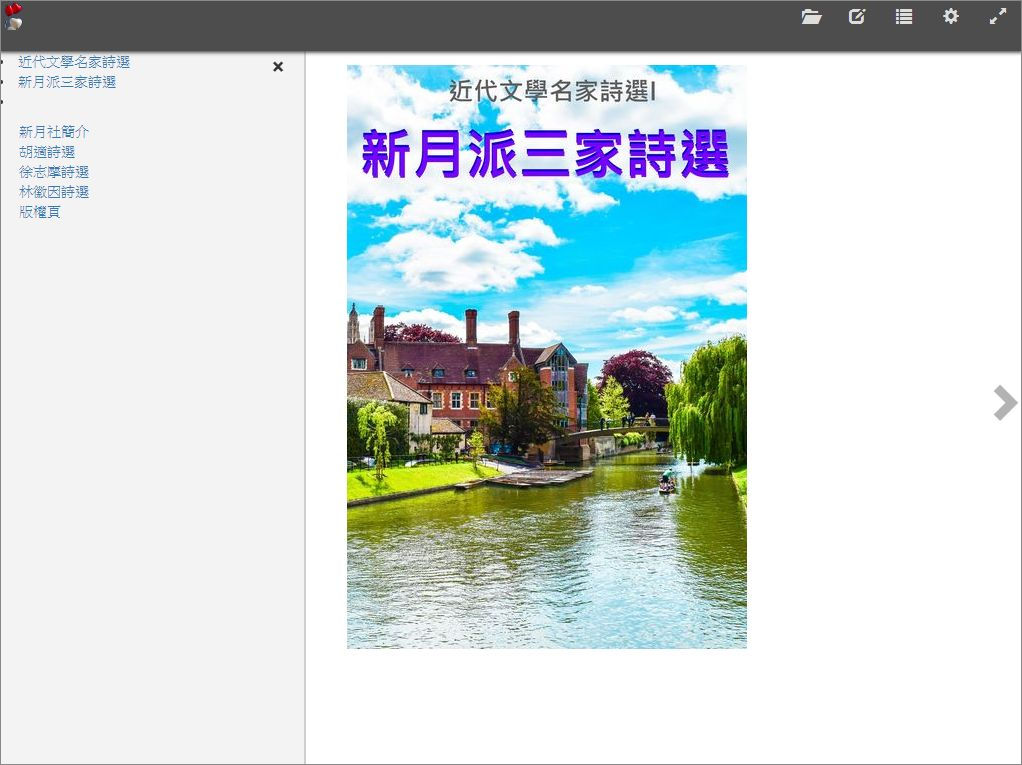 近代文學名家詩選
新月派三家詩選
新月社簡介
胡適詩選
徐志摩詩選
林徽因詩選
版權頁
近代文學名家詩選I
新月派三家詩選